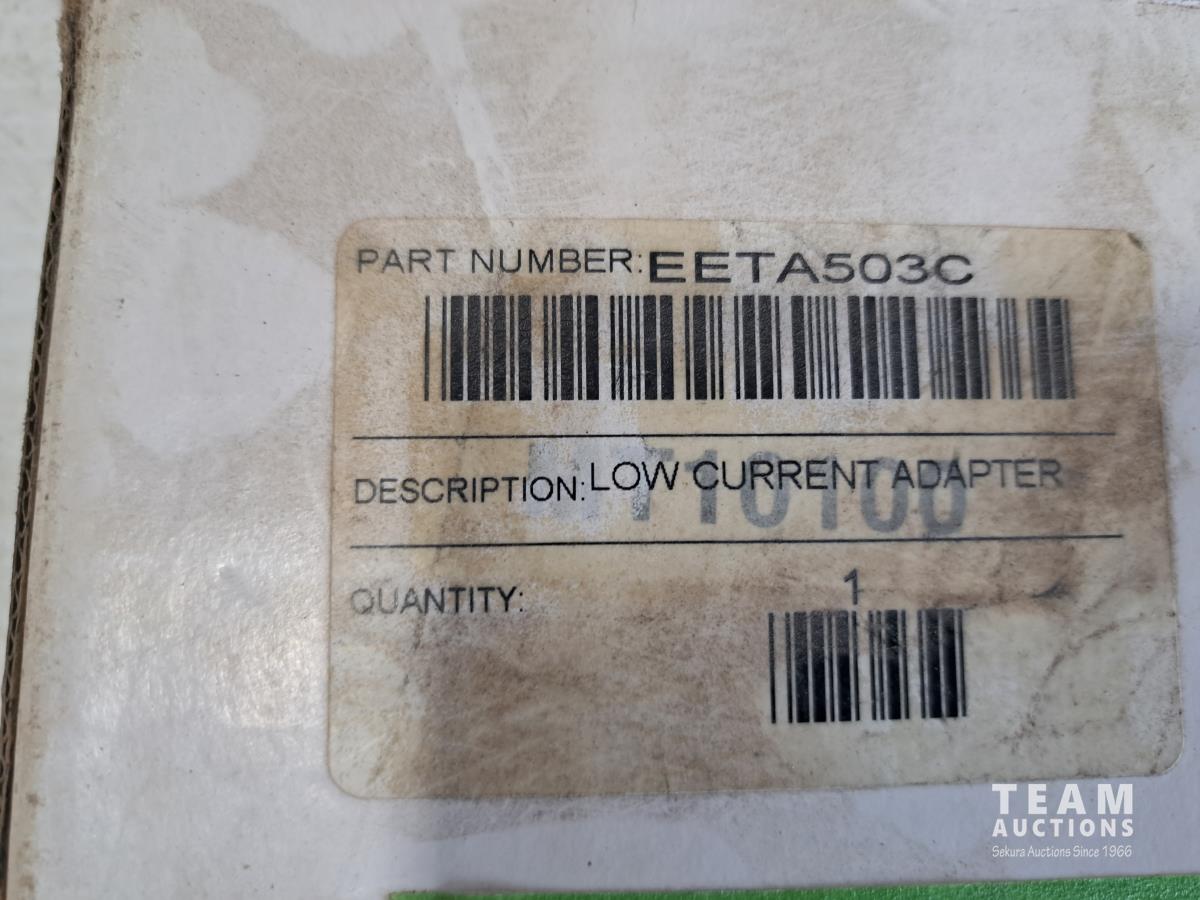 PART NUMBER: EETA503C
DESCRIPTION: LOW CURRENT ADAPTER
QUANTITY: 1
TEAM
AUCTIONS
Sekura Auctions Since 1966